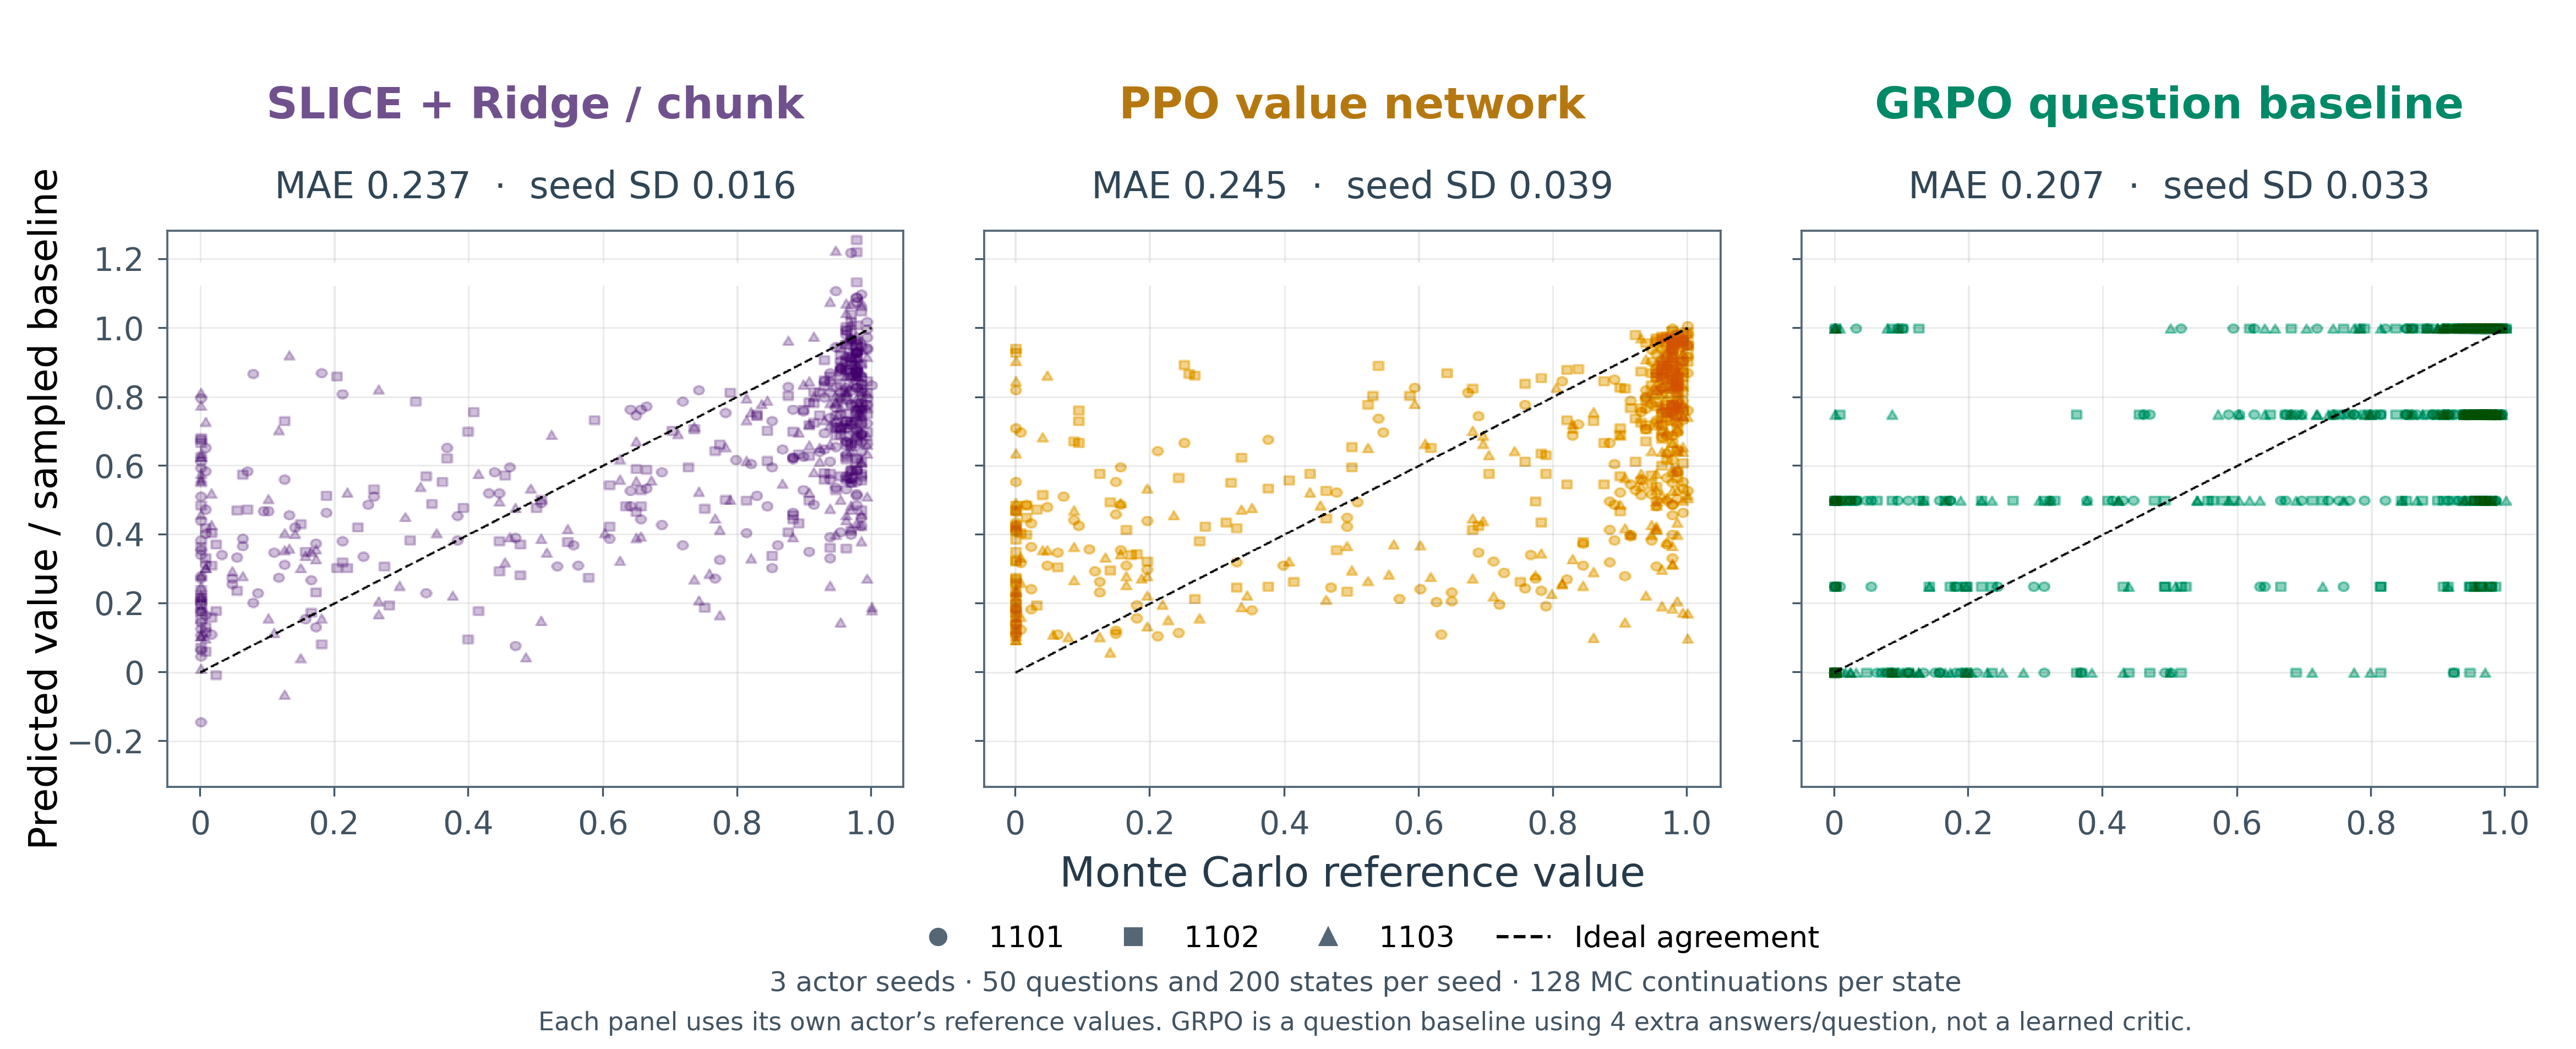 SLICE + Ridge / chunk
PPO value network
GRPO question baseline
MAE 0.237 · seed SD 0.016
MAE 0.245 · seed SD 0.039
MAE 0.207 · seed SD 0.033
Predicted value / sampled baseline
1.2
1.0
0.8
0.6
0.4
0.2
0
−0.2
0 0.2 0.4 0.6 0.8 1.0
0 0.2 0.4 0.6 0.8 1.0
0 0.2 0.4 0.6 0.8 1.0
Monte Carlo reference value
1101 1102 1103 Ideal agreement
3 actor seeds · 50 questions and 200 states per seed · 128 MC continuations per state
Each panel uses its own actor’s reference values. GRPO is a question baseline using 4 extra answers/question, not a learned critic.